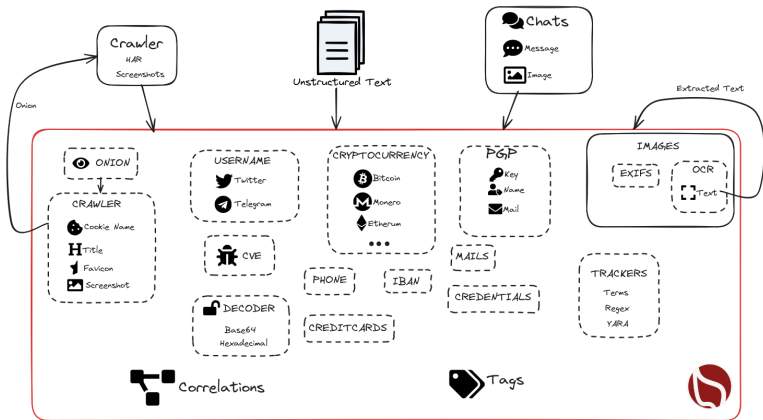 Crawler
HAR
Screenshots
Unstructured Text
Chats
Message
Image
Onion
Extracted Text
ONION
CRAWLER
Cookie Name
Title
Favicon
Screenshot
USERNAME
Twitter
Telegram
CVE
DECODER
Base64
Hexadecimal
CRYPTOCURRENCY
Bitcoin
Monero
Etherum
PHONE
IBAN
CREDITCARDS
PGP
Key
Name
Mail
MAILS
CREDENTIALS
IMAGES
EXIFS
OCR
Text
TRACKERS
Terms
Regex
YARA
Correlations
Tags